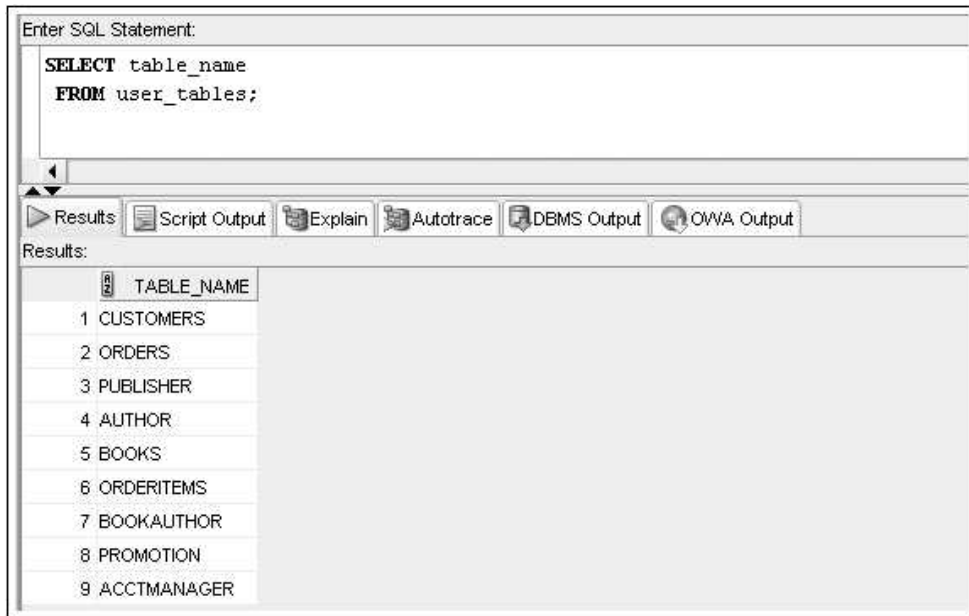 Enter SQL Statement:
SELECT table_name
FROM user_tables;
Results Script Output Explain Autotrace DBMS Output OWA Output
Results:
TABLE_NAME
1 CUSTOMERS
2 ORDERS
3 PUBLISHER
4 AUTHOR
5 BOOKS
6 ORDERITEMS
7 BOOKAUTHOR
8 PROMOTION
9 ACCTMANAGER